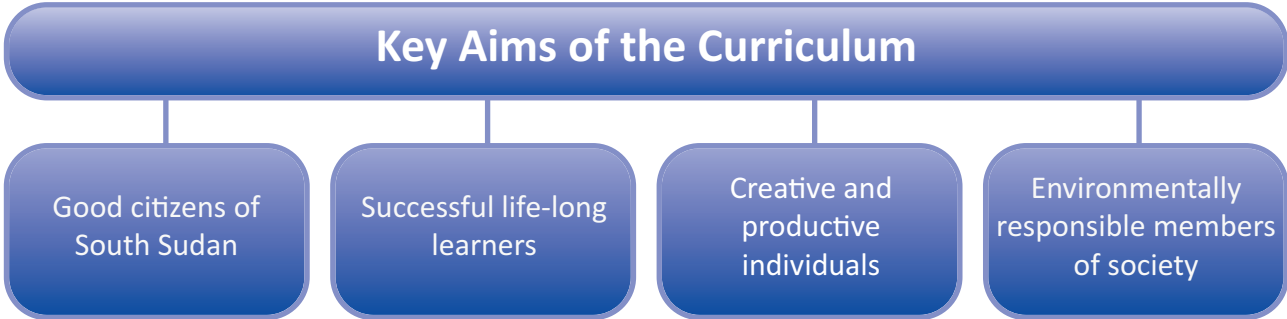 Key Aims of the Curriculum
Good citizens of
South Sudan
Successful life-long
learners
Creative and
productive
individuals
Environmentally
responsible members
of society